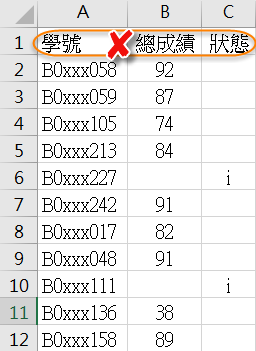 A B C
1 學號 總成績 狀態
2 B0xxx058 92
3 B0xxx059 87
4 B0xxx105 74
5 B0xxx213 84
6 B0xxx227 i
7 B0xxx242 91
8 B0xxx017 82
9 B0xxx048 91
10 B0xxx111 i
11 B0xxx136 38
12 B0xxx158 89